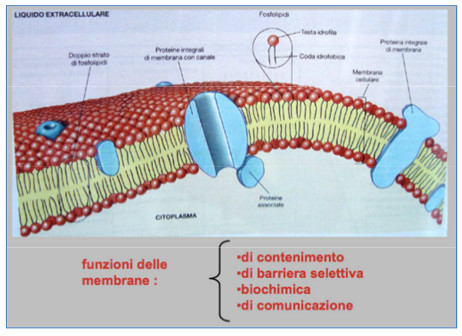 LIQUIDO EXTRACELLULARE
Fosfolipidi
Testa idrofila
Coda idrofobica
Doppio strato
di fosfolipidi
Proteine integrali
di membrana con canale
Membrana
cellulare
Proteina integrale
di membrana
Proteine
associate
CITOPLASMA
funzioni delle
membrane :
•di contenimento
•di barriera selettiva
•biochimica
•di comunicazione